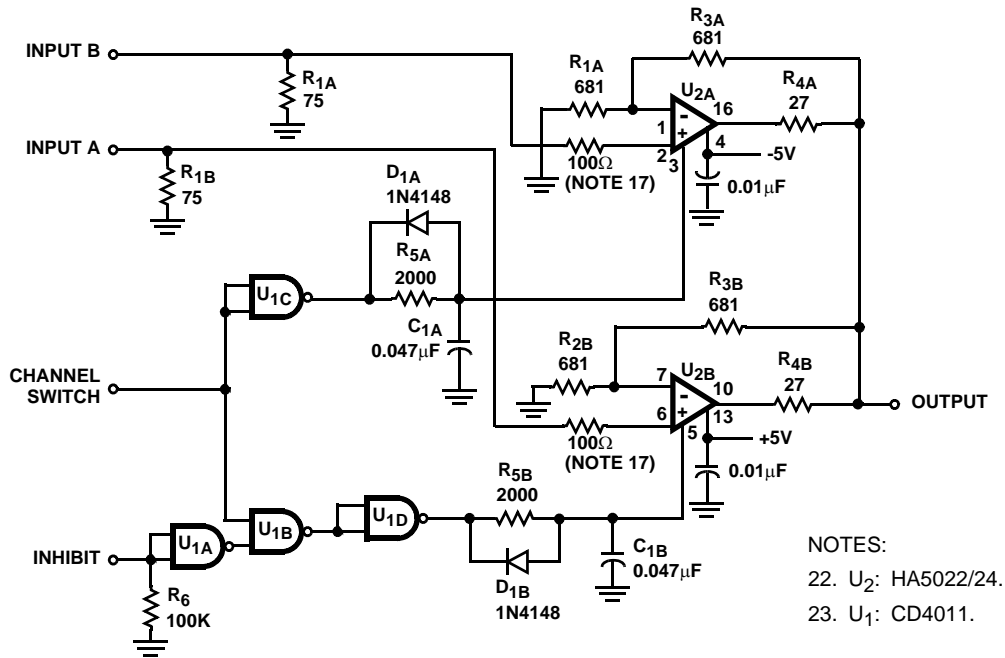 INPUT B
R1A
75
INPUT A
R1B
75
R3A
681
R1A
681
U2A
16
R4A
27
-
+
1
2
3
4
100Ω
(NOTE 17)
-5V
0.01μF
D1A
1N4148
R5A
2000
U1C
C1A
0.047μF
CHANNEL
SWITCH
R3B
681
R2B
681
U2B
7
10
-
+
6
13
5
R4B
27
OUTPUT
100Ω
(NOTE 17)
+5V
0.01μF
R5B
2000
U1D
U1B
U1A
INHIBIT
R6
100K
D1B
1N4148
C1B
0.047μF
NOTES:
22. U2: HA5022/24.
23. U1: CD4011.